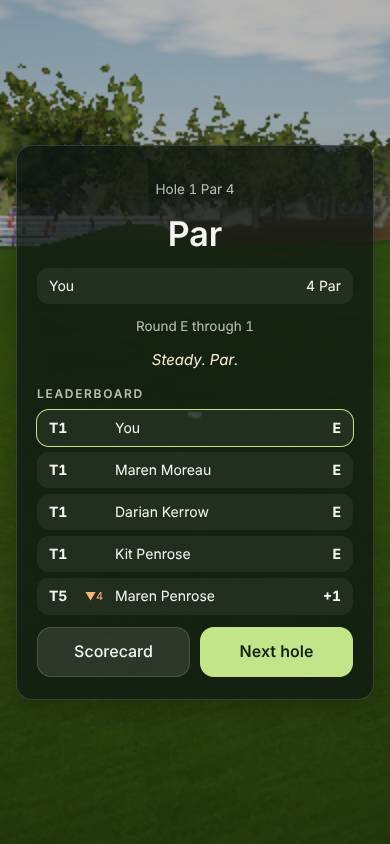 Hole 1 Par 4
Par
You 4 Par
Round E through 1
Steady. Par.
LEADERBOARD
T1 You E
T1 Maren Moreau E
T1 Darian Kerrow E
T1 Kit Penrose E
T5 ▼4 Maren Penrose +1
Scorecard Next hole